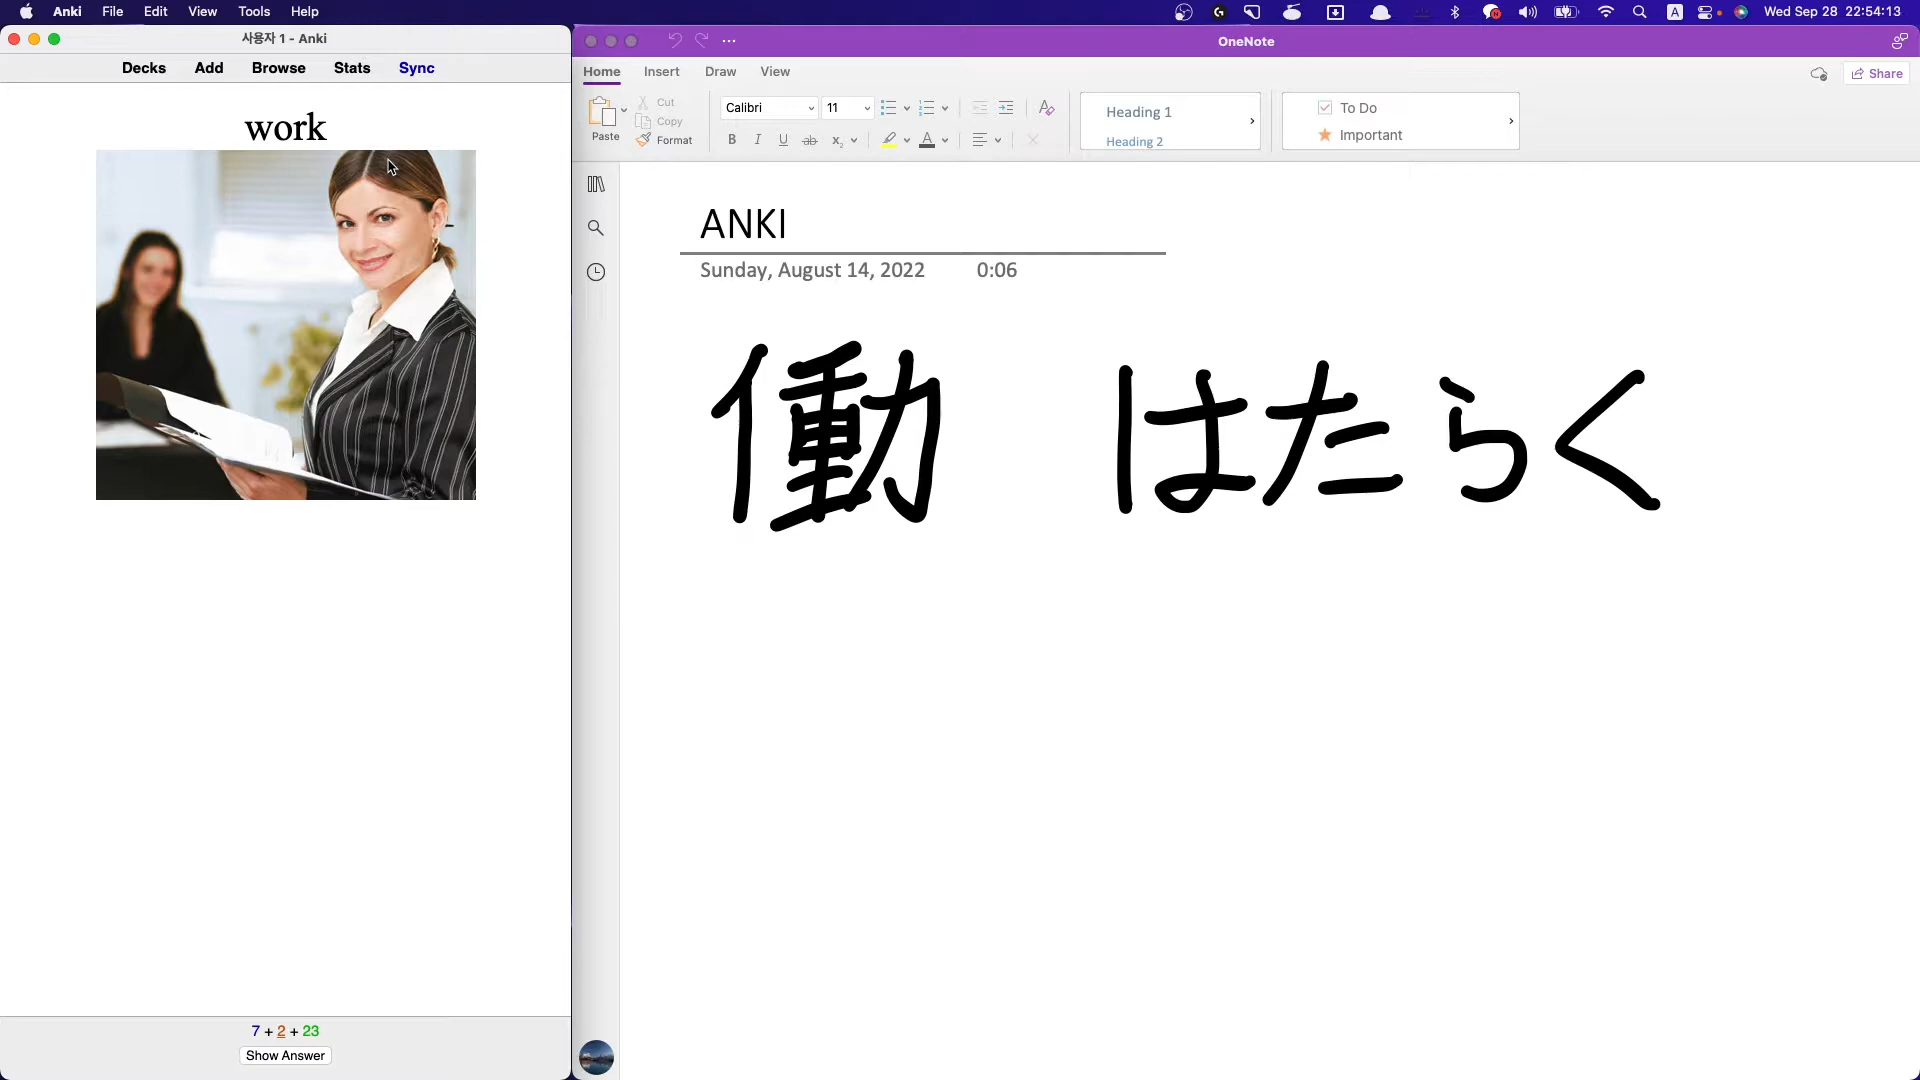 Anki File Edit View Tools Help
A Wed Sep 28 22:54:13
사용자 1 - Anki
Decks Add Browse Stats Sync
work
7 + 2 + 23
Show Answer
OneNote
Home Insert Draw View
Share
Paste
Cut
Copy
Format
Calibri 11
B I U ab x₂ A
Heading 1
Heading 2
To Do
Important
ANKI
Sunday, August 14, 2022 0:06
働 はたらく